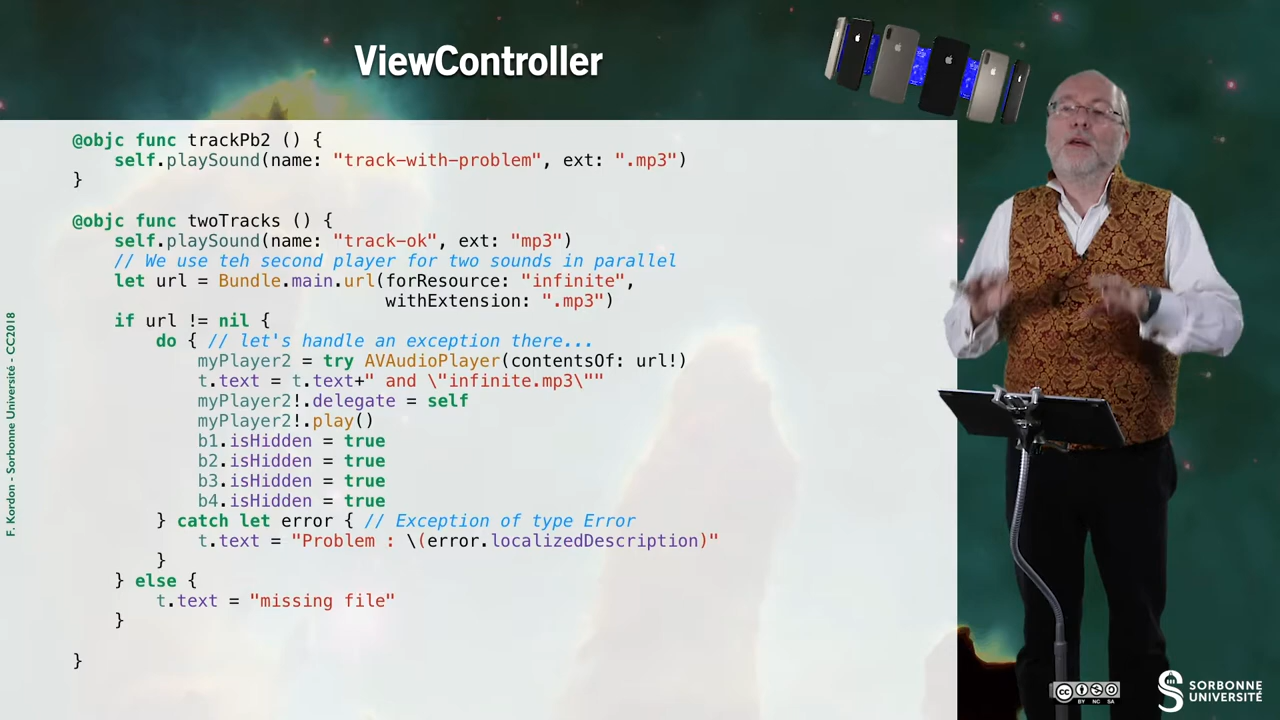 ViewController
@objc func trackPb2 () {
    self.playSound(name: "track-with-problem", ext: ".mp3")
}
@objc func twoTracks () {
    self.playSound(name: "track-ok", ext: "mp3")
    // We use teh second player for two sounds in parallel
    let url = Bundle.main.url(forResource: "infinite",
                              withExtension: ".mp3")
    if url != nil {
        do { // let's handle an exception there...
            myPlayer2 = try AVAudioPlayer(contentsOf: url!)
            t.text = t.text+" and \"infinite.mp3\""
            myPlayer2!.delegate = self
            myPlayer2!.play()
            b1.isHidden = true
            b2.isHidden = true
            b3.isHidden = true
            b4.isHidden = true
        } catch let error { // Exception of type Error
            t.text = "Problem : \(error.localizedDescription)"
        }
    } else {
        t.text = "missing file"
    }
}
F. Kordon - Sorbonne Université - CC2018
cc
BY NC SA
SORBONNE
UNIVERSITÉ